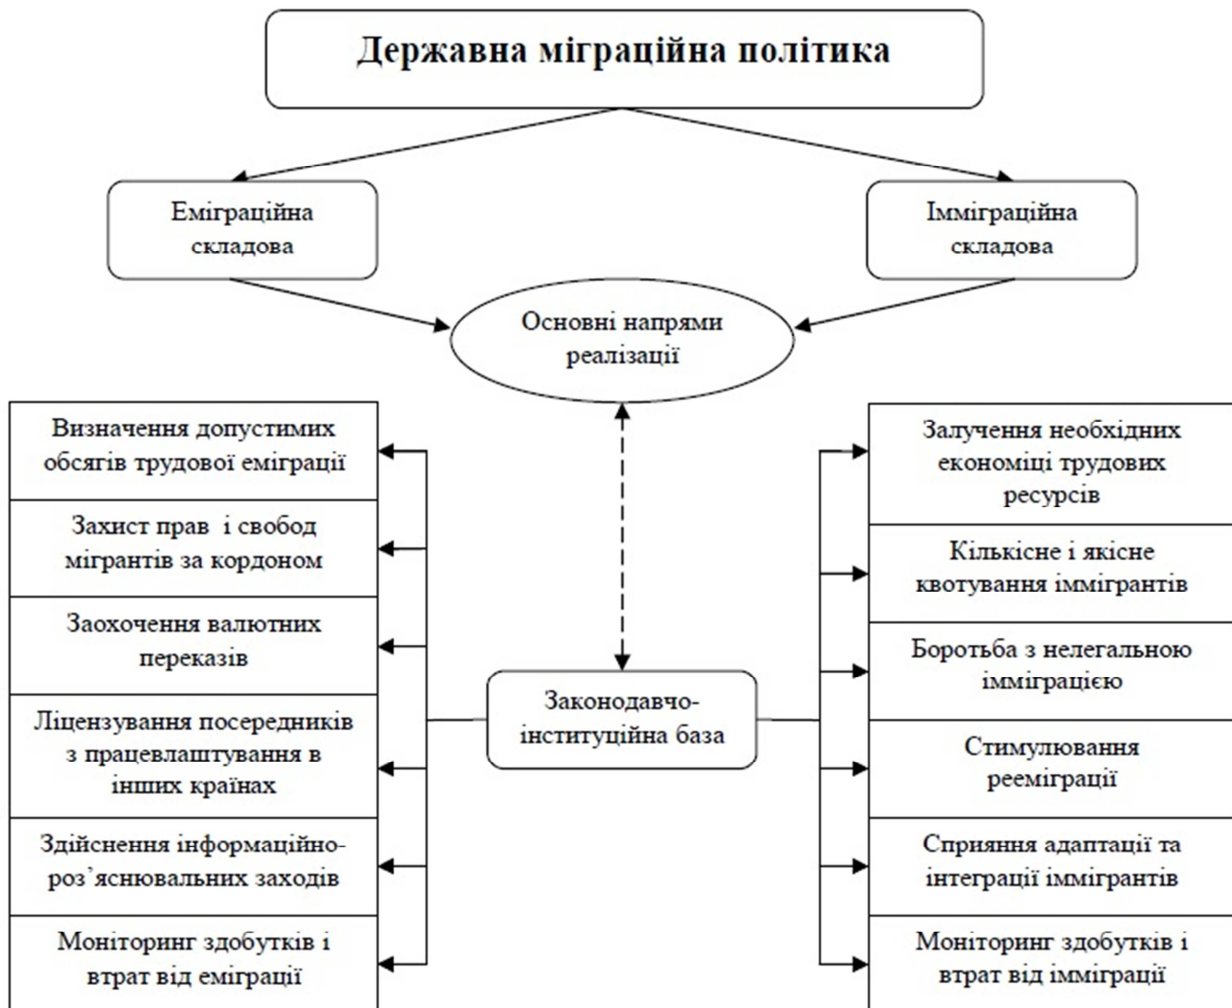 Державна міграційна політика
Еміграційна
складова
Імміграційна
складова
Основні напрями
реалізації
Визначення допустимих
обсягів трудової еміграції
Захист прав і свобод
мігрантів за кордоном
Заохочення валютних
переказів
Ліцензування посередників
з працевлаштування в
інших країнах
Здійснення інформаційно-
роз’яснювальних заходів
Моніторинг здобутків і
втрат від еміграції
Законодавчо-
інституційна база
Залучення необхідних
економіці трудових
ресурсів
Кількісне і якісне
квотування іммігрантів
Боротьба з нелегальною
імміграцією
Стимулювання
рееміграції
Сприяння адаптації та
інтеграції іммігрантів
Моніторинг здобутків і
втрат від імміграції